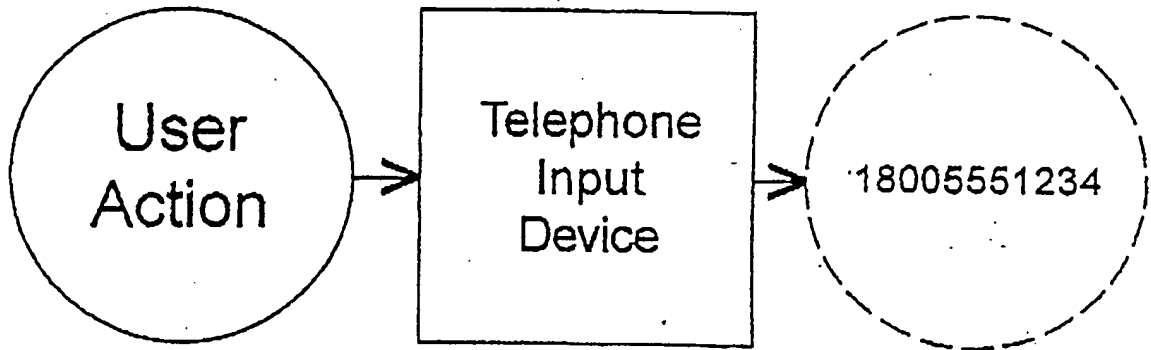 User
Action
Telephone
Input
Device
18005551234